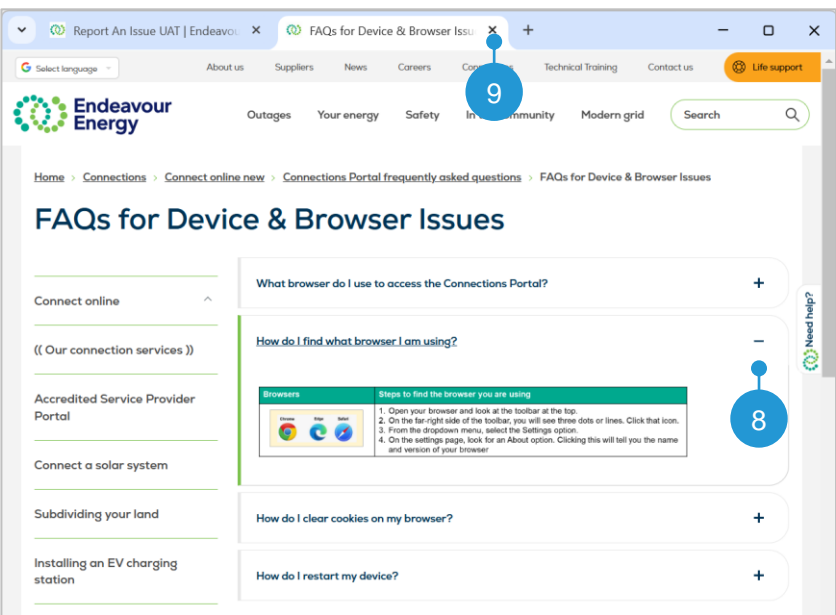 Report An Issue UAT | Endeavou
FAQs for Device & Browser Issu
Select language
About us
Suppliers
News
Careers
Technical Training
Contact us
Life support
Endeavour
Energy
Outages
Your energy
Safety
Modern grid
Search
9
Home > Connections > Connect online new > Connections Portal frequently asked questions > FAQs for Device & Browser Issues
FAQs for Device & Browser Issues
Connect online
(( Our connection services ))
Accredited Service Provider
Portal
Connect a solar system
Subdividing your land
Installing an EV charging
station
What browser do I use to access the Connections Portal?
How do I find what browser I am using?
Browsers
Steps to find the browser you are using
Chrome Edge Safari
1. Open your browser and look at the toolbar at the top.
2. On the far-right side of the toolbar, you will see three dots or lines. Click that icon.
3. From the dropdown menu, select the Settings option.
4. On the settings page, look for an About option. Clicking this will tell you the name
and version of your browser
8
How do I clear cookies on my browser?
How do I restart my device?
Need help?